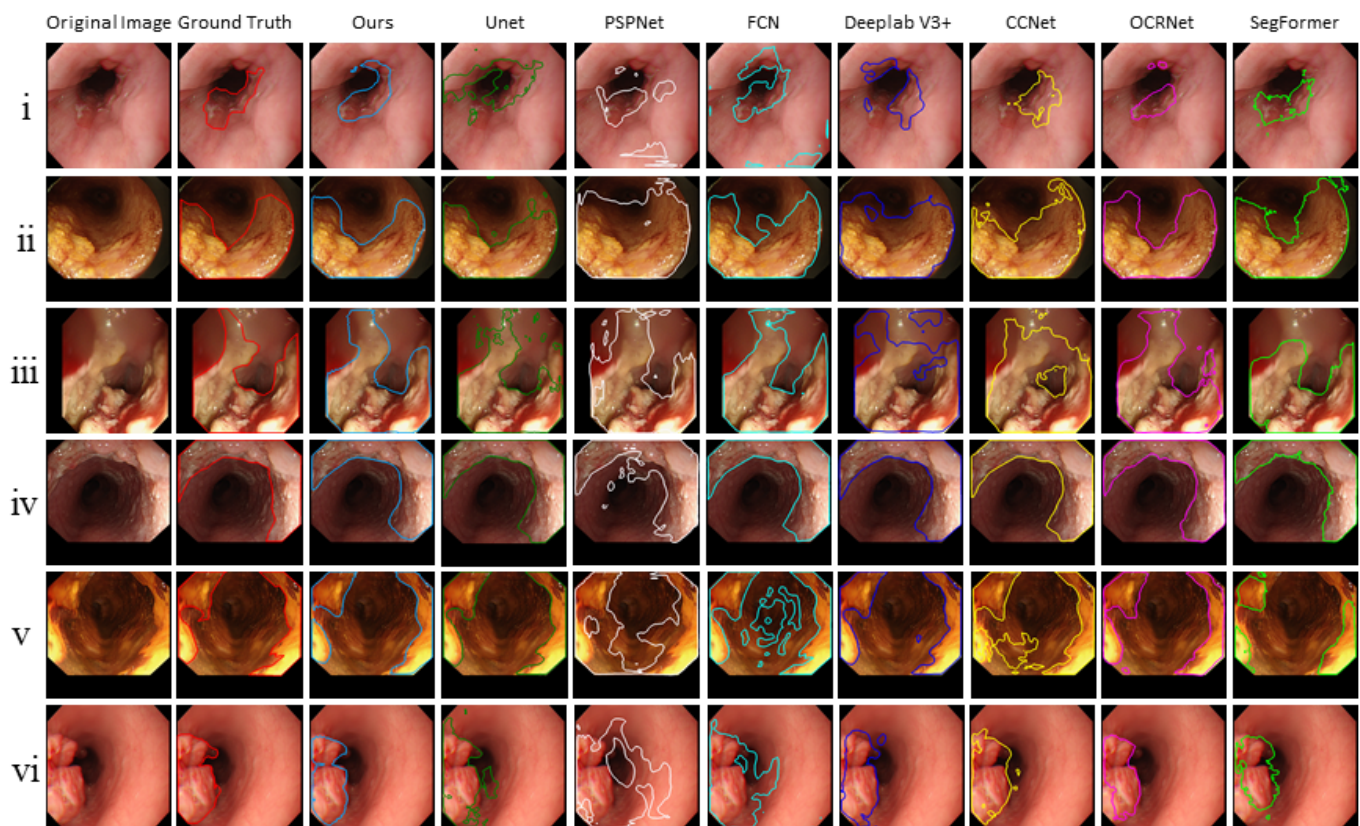 Original Image Ground Truth Ours Unet PSPNet FCN Deeplab V3+ CCNet OCRNet SegFormer
i
ii
iii
iv
v
vi